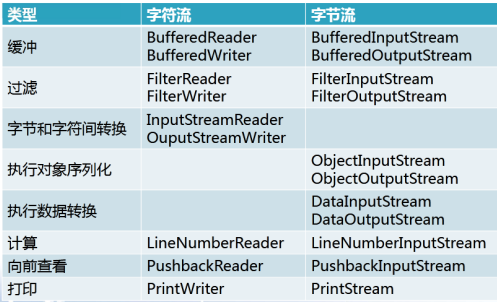 类型 字符流 字节流
缓冲 BufferedReader BufferedInputStream
BufferedWriter BufferedOutputStream
过滤 FilterReader FilterInputStream
FilterWriter FilterOutputStream
字节和字符间转换 InputStreamReader
OuputStreamWriter
执行对象序列化 ObjectInputStream
ObjectOutputStream
执行数据转换 DataInputStream
DataOutputStream
计算 LineNumberReader LineNumberInputStream
向前查看 PushbackReader PushbackInputStream
打印 PrintWriter PrintStream